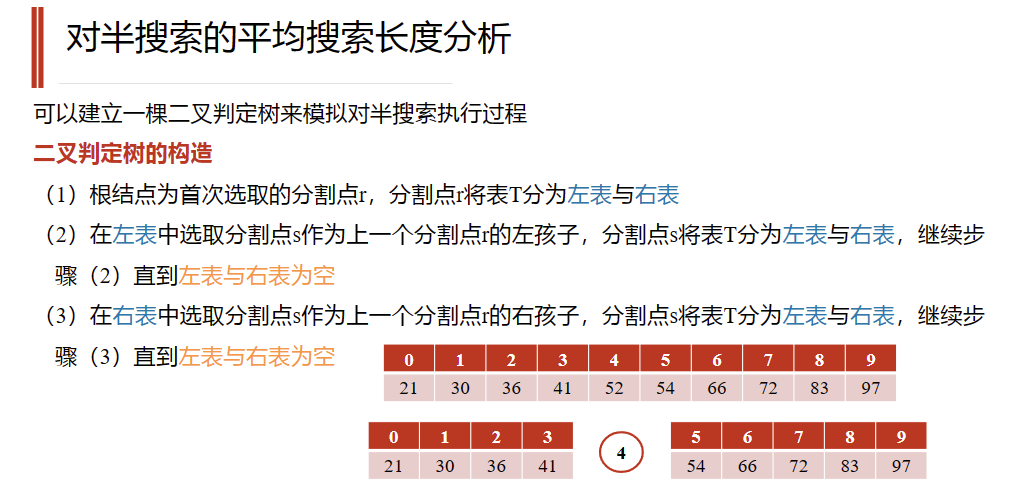 对半搜索的平均搜索长度分析
可以建立一棵二叉判定树来模拟对半搜索执行过程
二叉判定树的构造
（1）根结点为首次选取的分割点r，分割点r将表T分为左表与右表
（2）在左表中选取分割点s作为上一个分割点r的左孩子，分割点s将表T分为左表与右表，继续步
骤（2）直到左表与右表为空
（3）在右表中选取分割点s作为上一个分割点r的右孩子，分割点s将表T分为左表与右表，继续步
骤（3）直到左表与右表为空
0 1 2 3 4 5 6 7 8 9
21 30 36 41 52 54 66 72 83 97
0 1 2 3
21 30 36 41
4
5 6 7 8 9
54 66 72 83 97